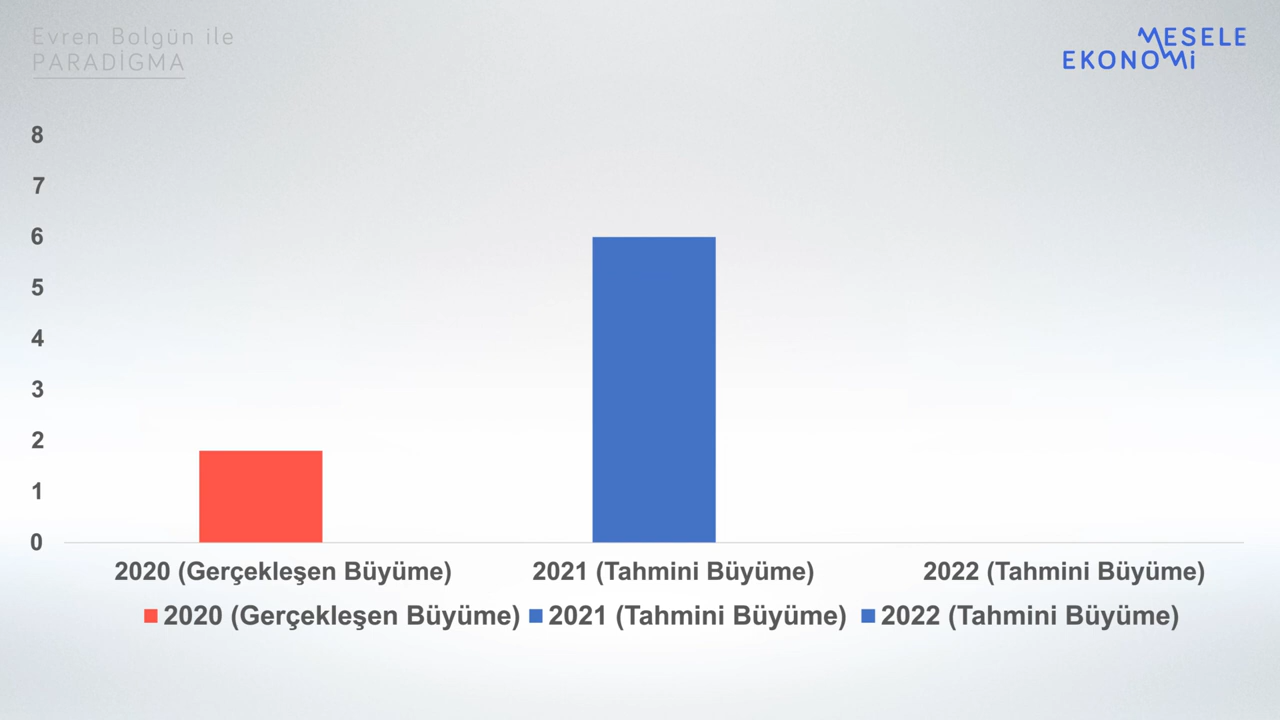 Evren Bolgün ile
PARADİGMA
MESELE
EKONOMİ
8
7
6
5
4
3
2
1
0
2020 (Gerçekleşen Büyüme) 2021 (Tahmini Büyüme) 2022 (Tahmini Büyüme)
2020 (Gerçekleşen Büyüme) 2021 (Tahmini Büyüme) 2022 (Tahmini Büyüme)